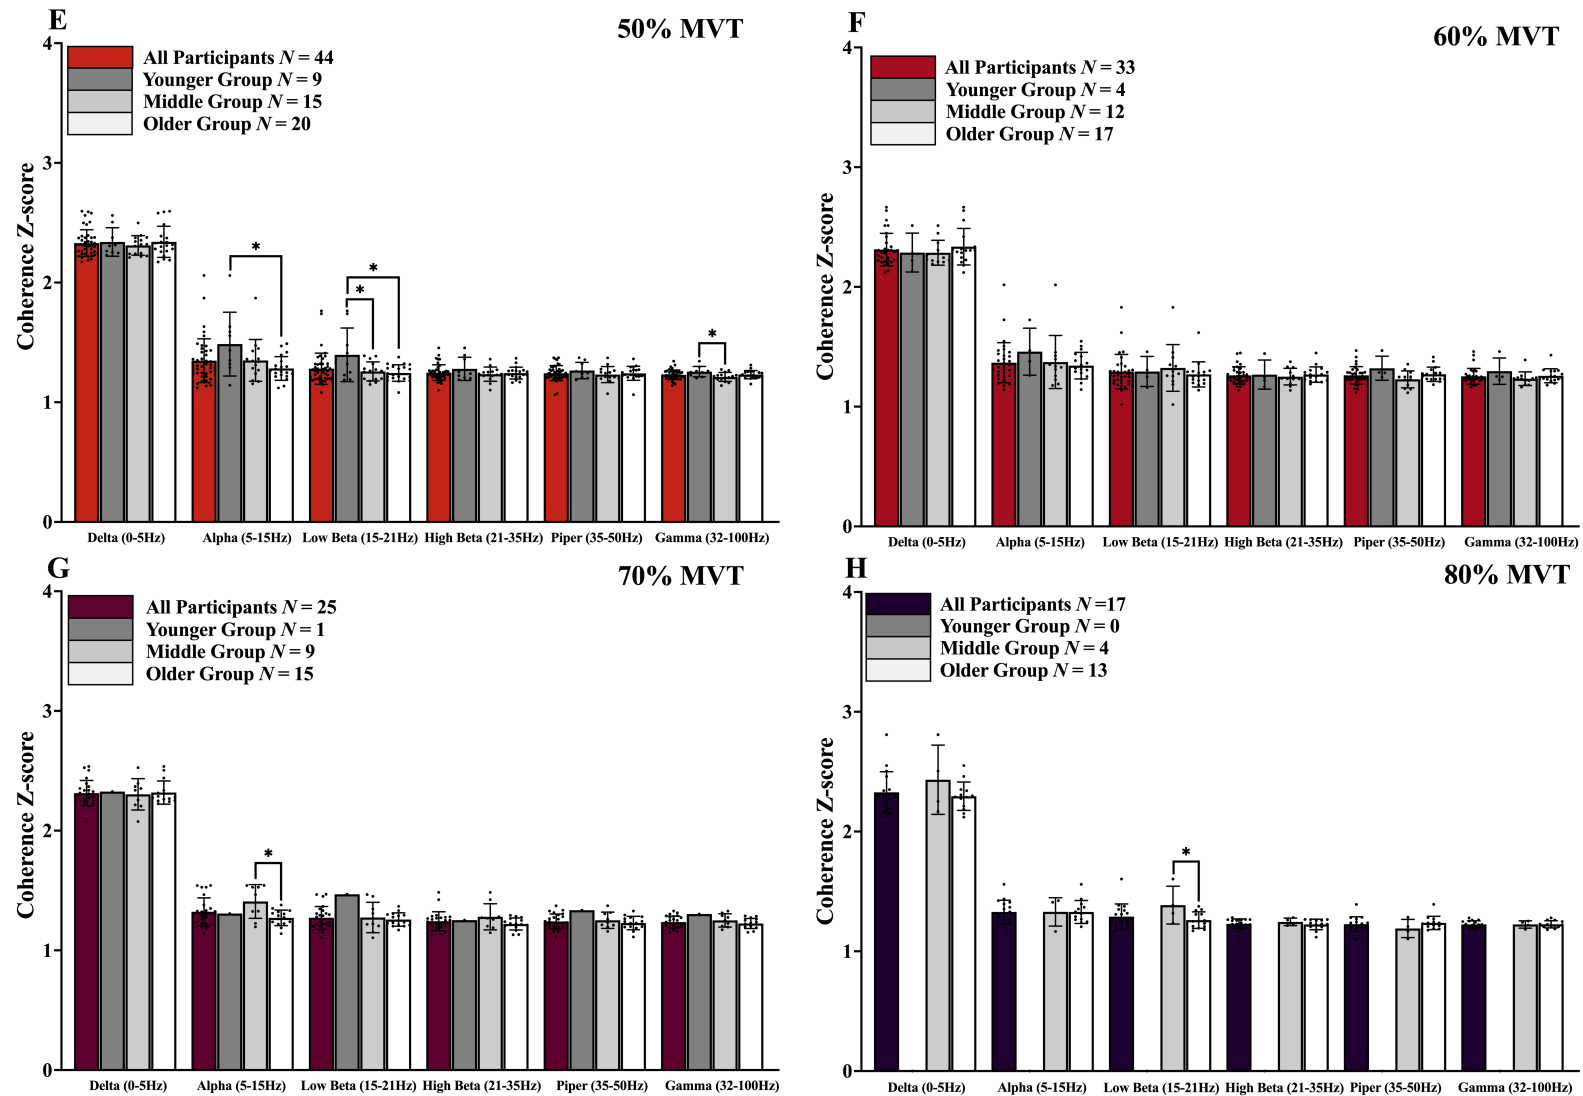 E
50% MVT
4
3
2
1
0
Coherence Z-score
All Participants N = 44
Younger Group N = 9
Middle Group N = 15
Older Group N = 20
*
*
*
*
Delta (0-5Hz) Alpha (5-15Hz) Low Beta (15-21Hz) High Beta (21-35Hz) Piper (35-50Hz) Gamma (32-100Hz)
F
60% MVT
4
3
2
1
0
Coherence Z-score
All Participants N = 33
Younger Group N = 4
Middle Group N = 12
Older Group N = 17
Delta (0-5Hz) Alpha (5-15Hz) Low Beta (15-21Hz) High Beta (21-35Hz) Piper (35-50Hz) Gamma (32-100Hz)
G
70% MVT
4
3
2
1
0
Coherence Z-score
All Participants N = 25
Younger Group N = 1
Middle Group N = 9
Older Group N = 15
*
Delta (0-5Hz) Alpha (5-15Hz) Low Beta (15-21Hz) High Beta (21-35Hz) Piper (35-50Hz) Gamma (32-100Hz)
H
80% MVT
4
3
2
1
0
Coherence Z-score
All Participants N =17
Younger Group N = 0
Middle Group N = 4
Older Group N = 13
*
Delta (0-5Hz) Alpha (5-15Hz) Low Beta (15-21Hz) High Beta (21-35Hz) Piper (35-50Hz) Gamma (32-100Hz)